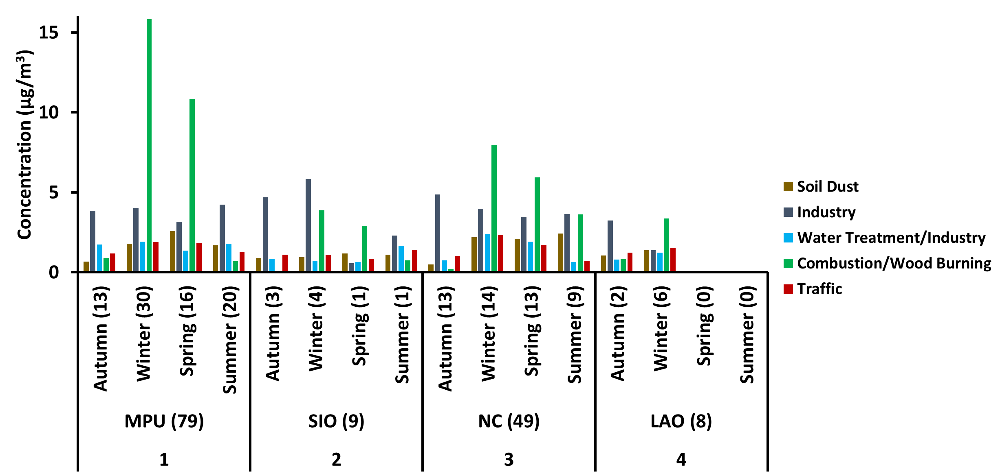 Concentration (µg/m³)
15
10
5
0
Soil Dust
Industry
Water Treatment/Industry
Combustion/Wood Burning
Traffic
Autumn (13)
Winter (30)
Spring (16)
Summer (20)
Autumn (3)
Winter (4)
Spring (1)
Summer (1)
Autumn (13)
Winter (14)
Spring (13)
Summer (9)
Autumn (2)
Winter (6)
Spring (0)
Summer (0)
MPU (79)
SIO (9)
NC (49)
LAO (8)
1
2
3
4